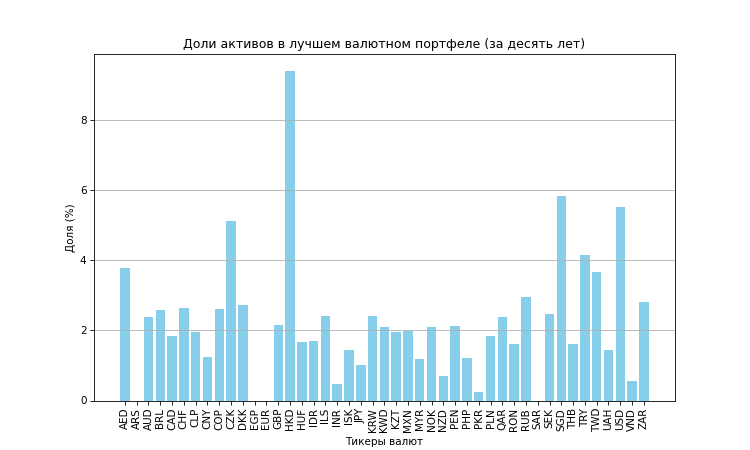 Доли активов в лучшем валютном портфеле (за десять лет)
Доля (%)
8
6
4
2
0
AED
ARS
AUD
BRL
CAD
CHF
CLP
CNY
COP
CZK
DKK
EGP
EUR
GBP
HKD
HUF
IDR
ILS
INR
ISK
JPY
KRW
KWD
KZT
MXN
MYR
NOK
NZD
PEN
PHP
PKR
PLN
QAR
RON
RUB
SAR
SEK
SGD
THB
TRY
TWD
UAH
USD
VND
ZAR
Тикеры валют